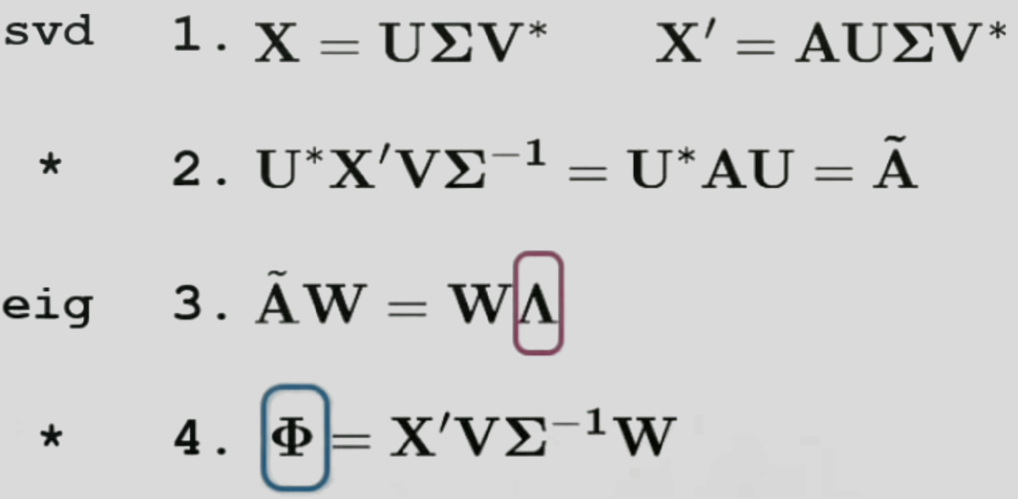 svd 1. X = UΣV* X′ = AUΣV*
* 2. U*X′VΣ⁻¹ = U*AU = Ã
eig 3. ÃW = WΛ
* 4. Φ = X′VΣ⁻¹W